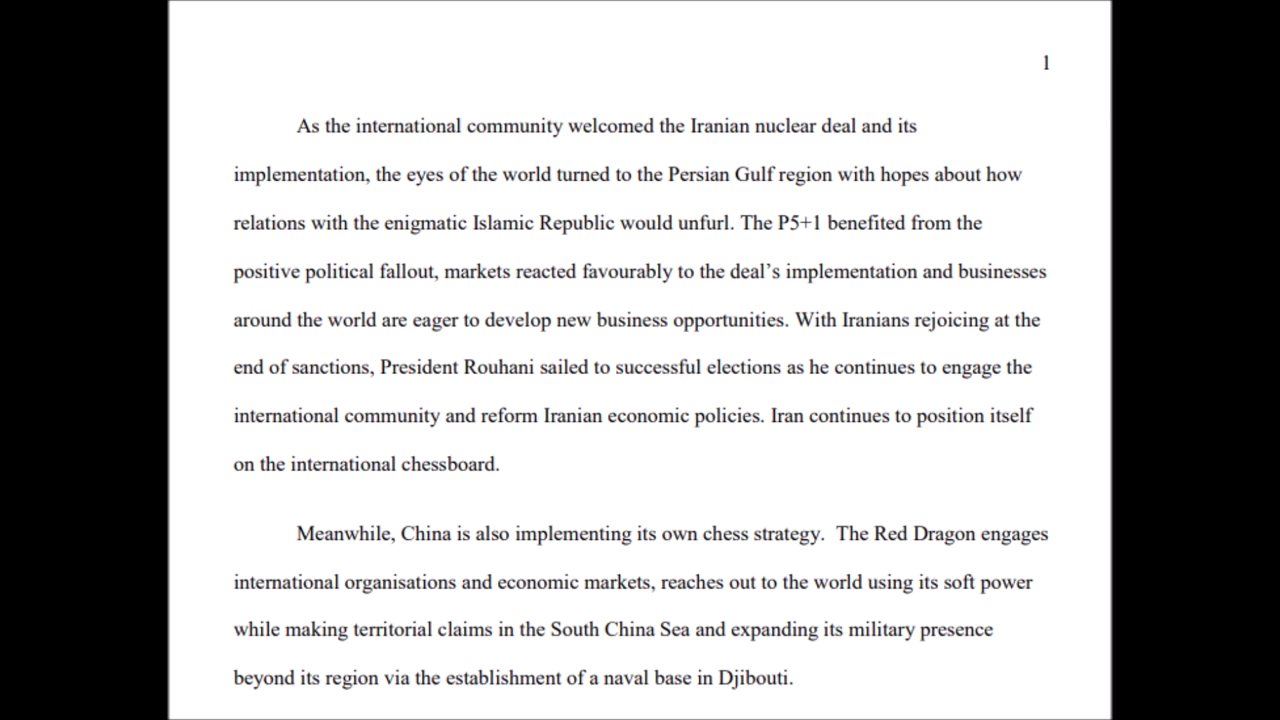 1
As the international community welcomed the Iranian nuclear deal and its
implementation, the eyes of the world turned to the Persian Gulf region with hopes about how
relations with the enigmatic Islamic Republic would unfurl. The P5+1 benefited from the
positive political fallout, markets reacted favourably to the deal’s implementation and businesses
around the world are eager to develop new business opportunities. With Iranians rejoicing at the
end of sanctions, President Rouhani sailed to successful elections as he continues to engage the
international community and reform Iranian economic policies. Iran continues to position itself
on the international chessboard.
Meanwhile, China is also implementing its own chess strategy.  The Red Dragon engages
international organisations and economic markets, reaches out to the world using its soft power
while making territorial claims in the South China Sea and expanding its military presence
beyond its region via the establishment of a naval base in Djibouti.